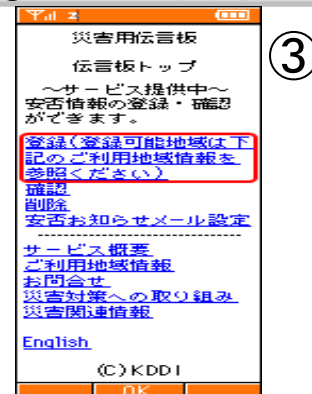 ③
災害用伝言板
伝言板トップ
～サービス提供中～
安否情報の登録・確認
ができます。
登録(登録可能地域は下
記のご利用地域情報を
参照ください)
確認
削除
安否お知らせメール設定
--------------------
サービス概要
ご利用地域情報
お問合せ
災害対策への取り組み
災害関連情報
English
(C)KDDI
OK